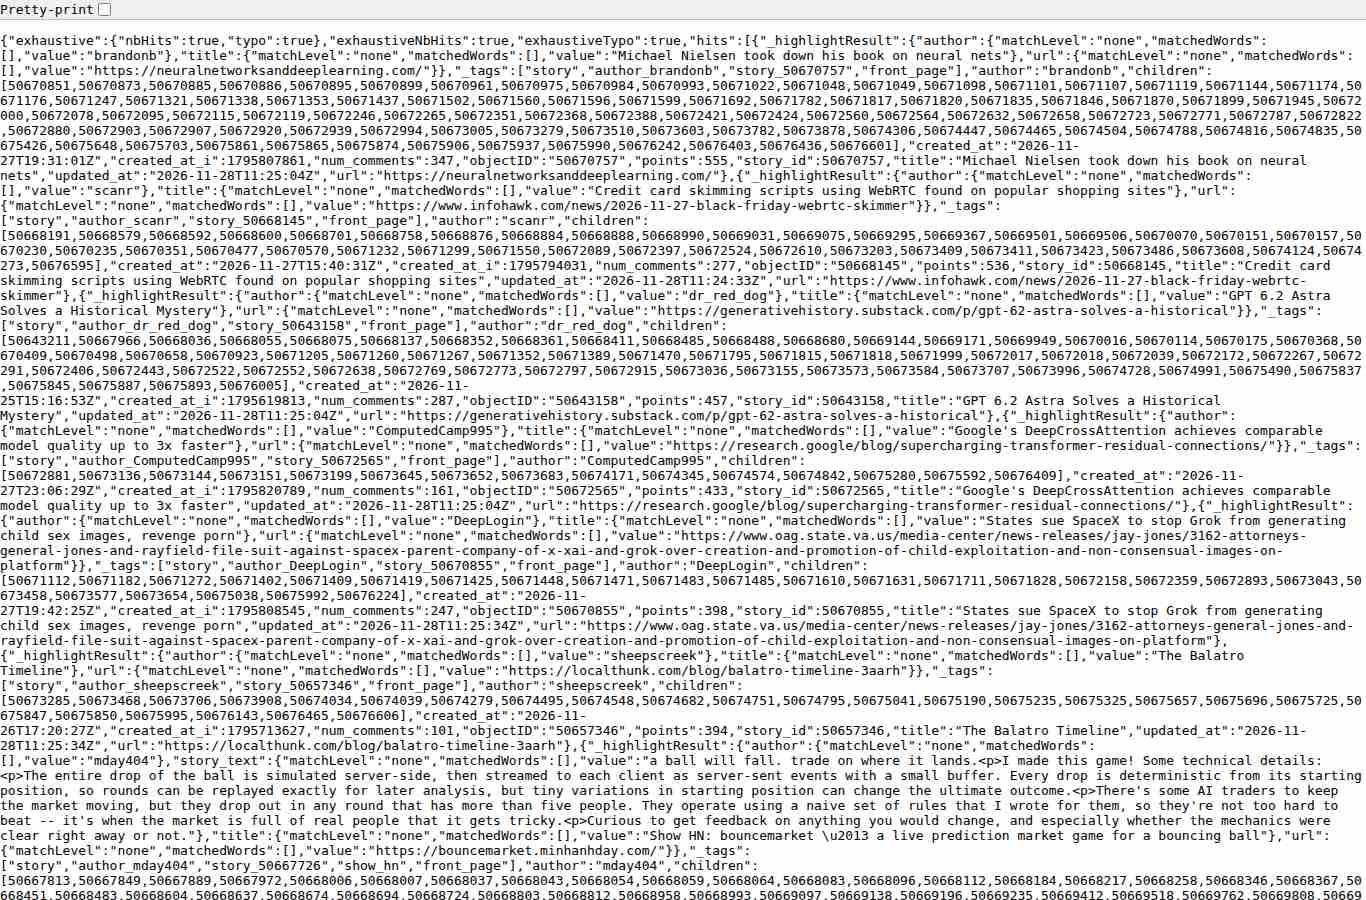 Pretty-print
{"exhaustive":{"nbHits":true,"typo":true},"exhaustiveNbHits":true,"exhaustiveTypo":true,"hits":[{"_highlightResult":{"author":{"matchLevel":"none","matchedWords":
[],"value":"brandonb"},"title":{"matchLevel":"none","matchedWords":[],"value":"Michael Nielsen took down his book on neural nets"},"url":{"matchLevel":"none","matchedWords":
[],"value":"https://neuralnetworksanddeeplearning.com/"}},"_tags":["story","author_brandonb","story_50670757","front_page"],"author":"brandonb","children":
[50670851,50670873,50670885,50670886,50670895,50670899,50670961,50670975,50670984,50670993,50671022,50671048,50671049,50671098,50671101,50671107,50671119,50671144,50671174,50
671176,50671247,50671321,50671338,50671353,50671437,50671502,50671560,50671596,50671599,50671692,50671782,50671817,50671820,50671835,50671846,50671870,50671899,50671945,50672
000,50672078,50672095,50672115,50672119,50672246,50672265,50672351,50672368,50672388,50672421,50672424,50672560,50672564,50672632,50672658,50672723,50672771,50672787,50672822
,50672880,50672903,50672907,50672920,50672939,50672994,50673005,50673279,50673510,50673603,50673782,50673878,50674306,50674447,50674465,50674504,50674788,50674816,50674835,50
675426,50675648,50675703,50675861,50675865,50675874,50675906,50675937,50675990,50676242,50676403,50676436,50676601],"created_at":"2026-11-
27T19:31:01Z","created_at_i":1795807861,"num_comments":347,"objectID":"50670757","points":555,"story_id":50670757,"title":"Michael Nielsen took down his book on neural
nets","updated_at":"2026-11-28T11:25:04Z","url":"https://neuralnetworksanddeeplearning.com/"},{"_highlightResult":{"author":{"matchLevel":"none","matchedWords":
[],"value":"scanr"},"title":{"matchLevel":"none","matchedWords":[],"value":"Credit card skimming scripts using WebRTC found on popular shopping sites"},"url":
{"matchLevel":"none","matchedWords":[],"value":"https://www.infohawk.com/news/2026-11-27-black-friday-webrtc-skimmer"}},"_tags":
["story","author_scanr","story_50668145","front_page"],"author":"scanr","children":
[50668191,50668579,50668592,50668600,50668701,50668758,50668876,50668884,50668888,50668990,50669031,50669075,50669295,50669367,50669501,50669506,50670070,50670151,50670157,50
670230,50670235,50670351,50670477,50670570,50671232,50671299,50671550,50672089,50672397,50672524,50672610,50673203,50673409,50673411,50673423,50673486,50673608,50674124,50674
273,50676595],"created_at":"2026-11-27T15:40:31Z","created_at_i":1795794031,"num_comments":277,"objectID":"50668145","points":536,"story_id":50668145,"title":"Credit card
skimming scripts using WebRTC found on popular shopping sites","updated_at":"2026-11-28T11:24:33Z","url":"https://www.infohawk.com/news/2026-11-27-black-friday-webrtc-
skimmer"},{"_highlightResult":{"author":{"matchLevel":"none","matchedWords":[],"value":"dr_red_dog"},"title":{"matchLevel":"none","matchedWords":[],"value":"GPT 6.2 Astra
Solves a Historical Mystery"},"url":{"matchLevel":"none","matchedWords":[],"value":"https://generativehistory.substack.com/p/gpt-62-astra-solves-a-historical"}},"_tags":
["story","author_dr_red_dog","story_50643158","front_page"],"author":"dr_red_dog","children":
[50643211,50667966,50668036,50668055,50668075,50668137,50668352,50668361,50668411,50668485,50668488,50668680,50669144,50669171,50669949,50670016,50670114,50670175,50670368,50
670409,50670498,50670658,50670923,50671205,50671260,50671267,50671352,50671389,50671470,50671795,50671815,50671818,50671999,50672017,50672018,50672039,50672172,50672267,50672
291,50672406,50672443,50672522,50672552,50672638,50672769,50672773,50672797,50672915,50673036,50673155,50673573,50673584,50673707,50673996,50674728,50674991,50675490,50675837
,50675845,50675887,50675893,50676005],"created_at":"2026-11-
25T15:16:53Z","created_at_i":1795619813,"num_comments":287,"objectID":"50643158","points":457,"story_id":50643158,"title":"GPT 6.2 Astra Solves a Historical
Mystery","updated_at":"2026-11-28T11:25:04Z","url":"https://generativehistory.substack.com/p/gpt-62-astra-solves-a-historical"},{"_highlightResult":{"author":
{"matchLevel":"none","matchedWords":[],"value":"ComputedCamp995"},"title":{"matchLevel":"none","matchedWords":[],"value":"Google's DeepCrossAttention achieves comparable
model quality up to 3x faster"},"url":{"matchLevel":"none","matchedWords":[],"value":"https://research.google/blog/supercharging-transformer-residual-connections/"}},"_tags":
["story","author_ComputedCamp995","story_50672565","front_page"],"author":"ComputedCamp995","children":
[50672881,50673136,50673144,50673151,50673199,50673645,50673652,50673683,50674171,50674345,50674574,50674842,50675280,50675592,50676409],"created_at":"2026-11-
27T23:06:29Z","created_at_i":1795820789,"num_comments":161,"objectID":"50672565","points":433,"story_id":50672565,"title":"Google's DeepCrossAttention achieves comparable
model quality up to 3x faster","updated_at":"2026-11-28T11:25:04Z","url":"https://research.google/blog/supercharging-transformer-residual-connections/"},{"_highlightResult":
{"author":{"matchLevel":"none","matchedWords":[],"value":"DeepLogin"},"title":{"matchLevel":"none","matchedWords":[],"value":"States sue SpaceX to stop Grok from generating
child sex images, revenge porn"},"url":{"matchLevel":"none","matchedWords":[],"value":"https://www.oag.state.va.us/media-center/news-releases/jay-jones/3162-attorneys-
general-jones-and-rayfield-file-suit-against-spacex-parent-company-of-x-xai-and-grok-over-creation-and-promotion-of-child-exploitation-and-non-consensual-images-on-
platform"}},"_tags":["story","author_DeepLogin","story_50670855","front_page"],"author":"DeepLogin","children":
[50671112,50671182,50671272,50671402,50671409,50671419,50671425,50671448,50671471,50671483,50671485,50671610,50671631,50671711,50671828,50672158,50672359,50672893,50673043,50
673458,50673577,50673654,50675038,50675992,50676224],"created_at":"2026-11-
27T19:42:25Z","created_at_i":1795808545,"num_comments":247,"objectID":"50670855","points":398,"story_id":50670855,"title":"States sue SpaceX to stop Grok from generating
child sex images, revenge porn","updated_at":"2026-11-28T11:25:34Z","url":"https://www.oag.state.va.us/media-center/news-releases/jay-jones/3162-attorneys-general-jones-and-
rayfield-file-suit-against-spacex-parent-company-of-x-xai-and-grok-over-creation-and-promotion-of-child-exploitation-and-non-consensual-images-on-platform"},
{"_highlightResult":{"author":{"matchLevel":"none","matchedWords":[],"value":"sheepscreek"},"title":{"matchLevel":"none","matchedWords":[],"value":"The Balatro
Timeline"},"url":{"matchLevel":"none","matchedWords":[],"value":"https://localthunk.com/blog/balatro-timeline-3aarh"}},"_tags":
["story","author_sheepscreek","story_50657346","front_page"],"author":"sheepscreek","children":
[50673285,50673468,50673706,50673908,50674034,50674039,50674279,50674495,50674548,50674682,50674751,50674795,50675041,50675190,50675235,50675325,50675657,50675696,50675725,50
675847,50675850,50675995,50676143,50676465,50676606],"created_at":"2026-11-
26T17:20:27Z","created_at_i":1795713627,"num_comments":101,"objectID":"50657346","points":394,"story_id":50657346,"title":"The Balatro Timeline","updated_at":"2026-11-
28T11:25:34Z","url":"https://localthunk.com/blog/balatro-timeline-3aarh"},{"_highlightResult":{"author":{"matchLevel":"none","matchedWords":
[],"value":"mday404"},"story_text":{"matchLevel":"none","matchedWords":[],"value":"a ball will fall. trade on where it lands.<p>I made this game! Some technical details:
<p>The entire drop of the ball is simulated server-side, then streamed to each client as server-sent events with a small buffer. Every drop is deterministic from its starting
position, so rounds can be replayed exactly for later analysis, but tiny variations in starting position can change the ultimate outcome.<p>There's some AI traders to keep
the market moving, but they drop out in any round that has more than five people. They operate using a naive set of rules that I wrote for them, so they're not too hard to
beat -- it's when the market is full of real people that it gets tricky.<p>Curious to get feedback on anything you would change, and especially whether the mechanics were
clear right away or not."},"title":{"matchLevel":"none","matchedWords":[],"value":"Show HN: bouncemarket \u2013 a live prediction market game for a bouncing ball"},"url":
{"matchLevel":"none","matchedWords":[],"value":"https://bouncemarket.minhanhday.com/"}},"_tags":
["story","author_mday404","story_50667726","show_hn","front_page"],"author":"mday404","children":
[50667813,50667849,50667889,50667972,50668006,50668007,50668037,50668043,50668054,50668059,50668064,50668083,50668096,50668112,50668184,50668217,50668258,50668346,50668367,50
668451,50668483,50668604,50668637,50668674,50668694,50668724,50668803,50668812,50668958,50668993,50669097,50669138,50669196,50669235,50669412,50669518,50669762,50669808,50669